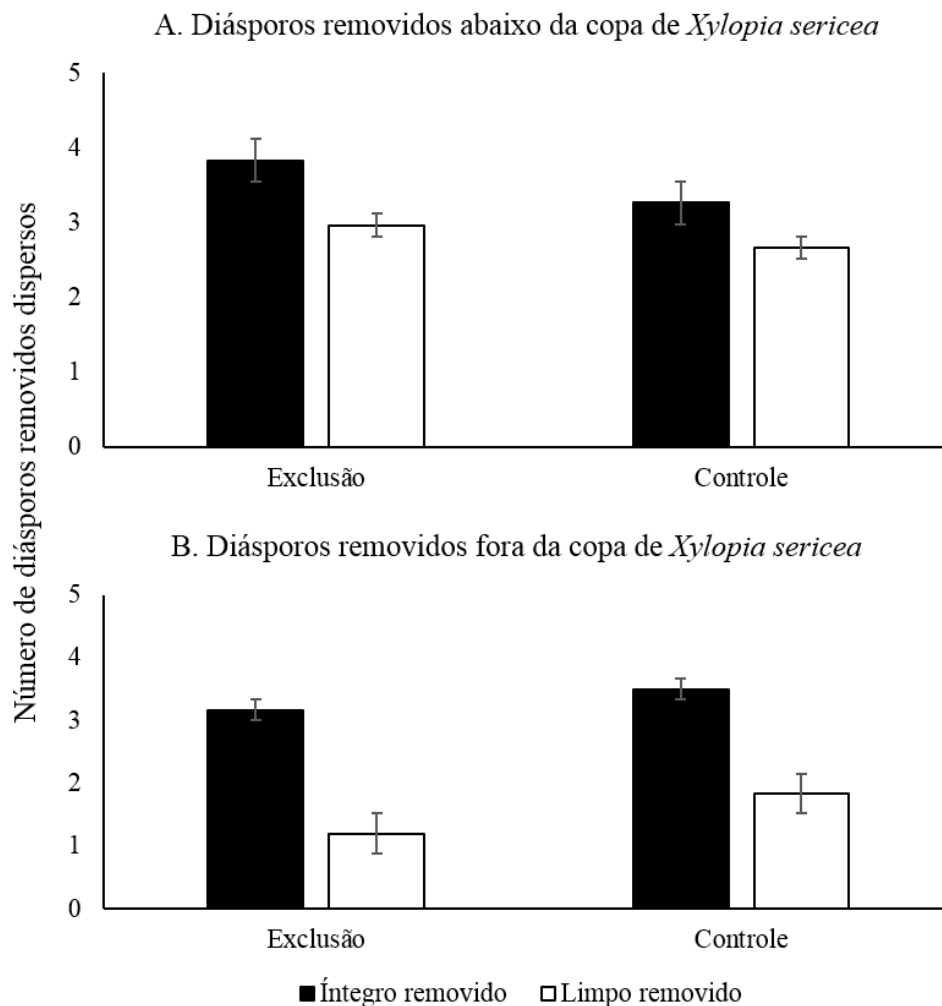 A. Diásporos removidos abaixo da copa de Xylopia sericea
Número de diásporos removidos dispersos
5
4
3
2
1
0
Exclusão
Controle
B. Diásporos removidos fora da copa de Xylopia sericea
5
4
3
2
1
0
Exclusão
Controle
Íntegro removido
Limpo removido